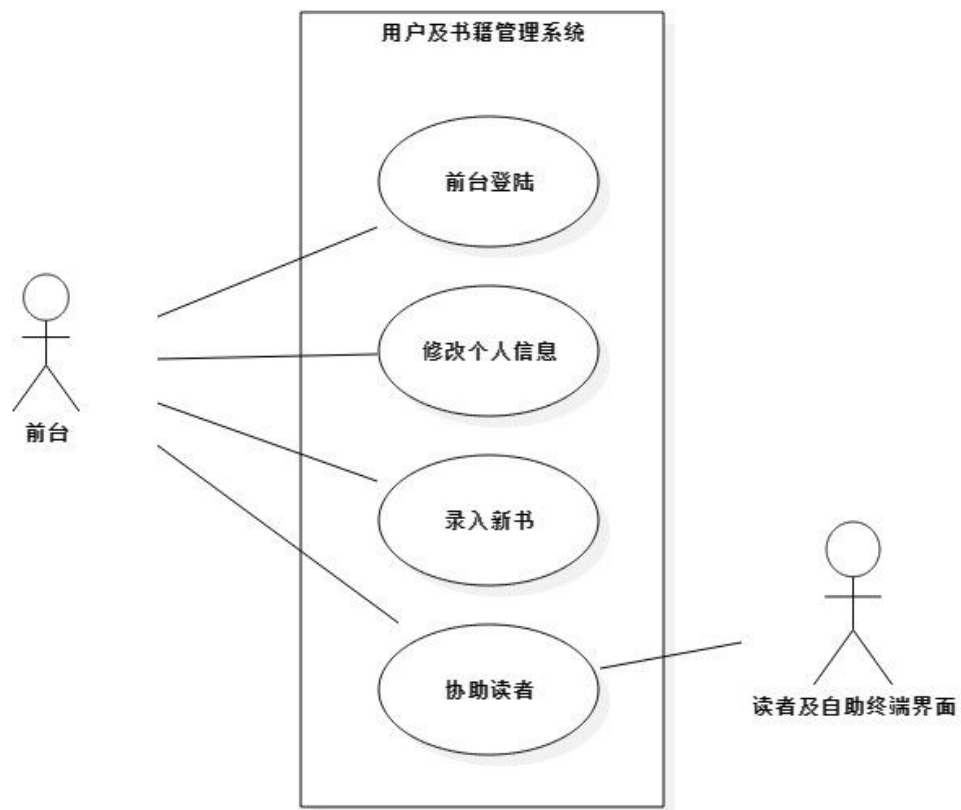 用户及书籍管理系统
前台登陆
修改个人信息
前台
录入新书
协助读者
读者及自助终端界面